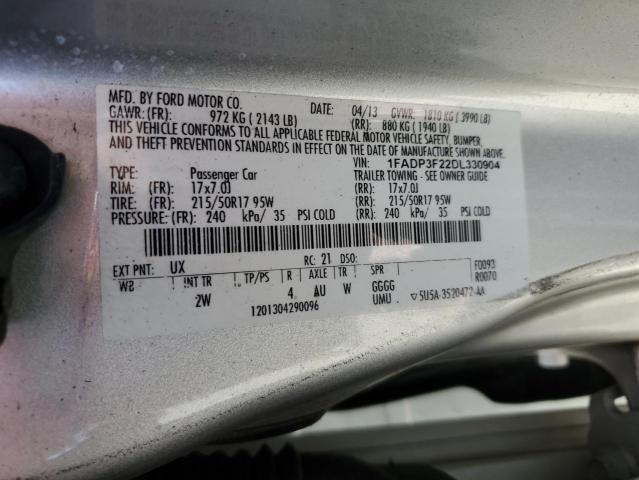 MFD. BY FORD MOTOR CO. DATE: 04/13 GVWR: 1810 KG ( 3990 LB)
GAWR: (FR): 972 KG ( 2143 LB) (RR): 880 KG ( 1940 LB)
THIS VEHICLE CONFORMS TO ALL APPLICABLE FEDERAL MOTOR VEHICLE SAFETY, BUMPER,
AND THEFT PREVENTION STANDARDS IN EFFECT ON THE DATE OF MANUFACTURE SHOWN ABOVE.
VIN: 1FADP3F22DL330904
TYPE: Passenger Car TRAILER TOWING - SEE OWNER GUIDE
RIM: (FR) 17x7.0J (RR): 17x7.0J
TIRE: (FR) 215/50R17 95W (RR): 215/50R17 95W
PRESSURE: (FR) 240 kPa/ 35 PSI COLD (RR): 240 kPa/ 35 PSI COLD
EXT PNT: UX RC: 21 DSO: F0093
WS INT TR TP/PS R AXLE TR SPR R0070
2W 4 AU W GGGG
1201304290096 UMU ▽ 5U5A-3520472-AA